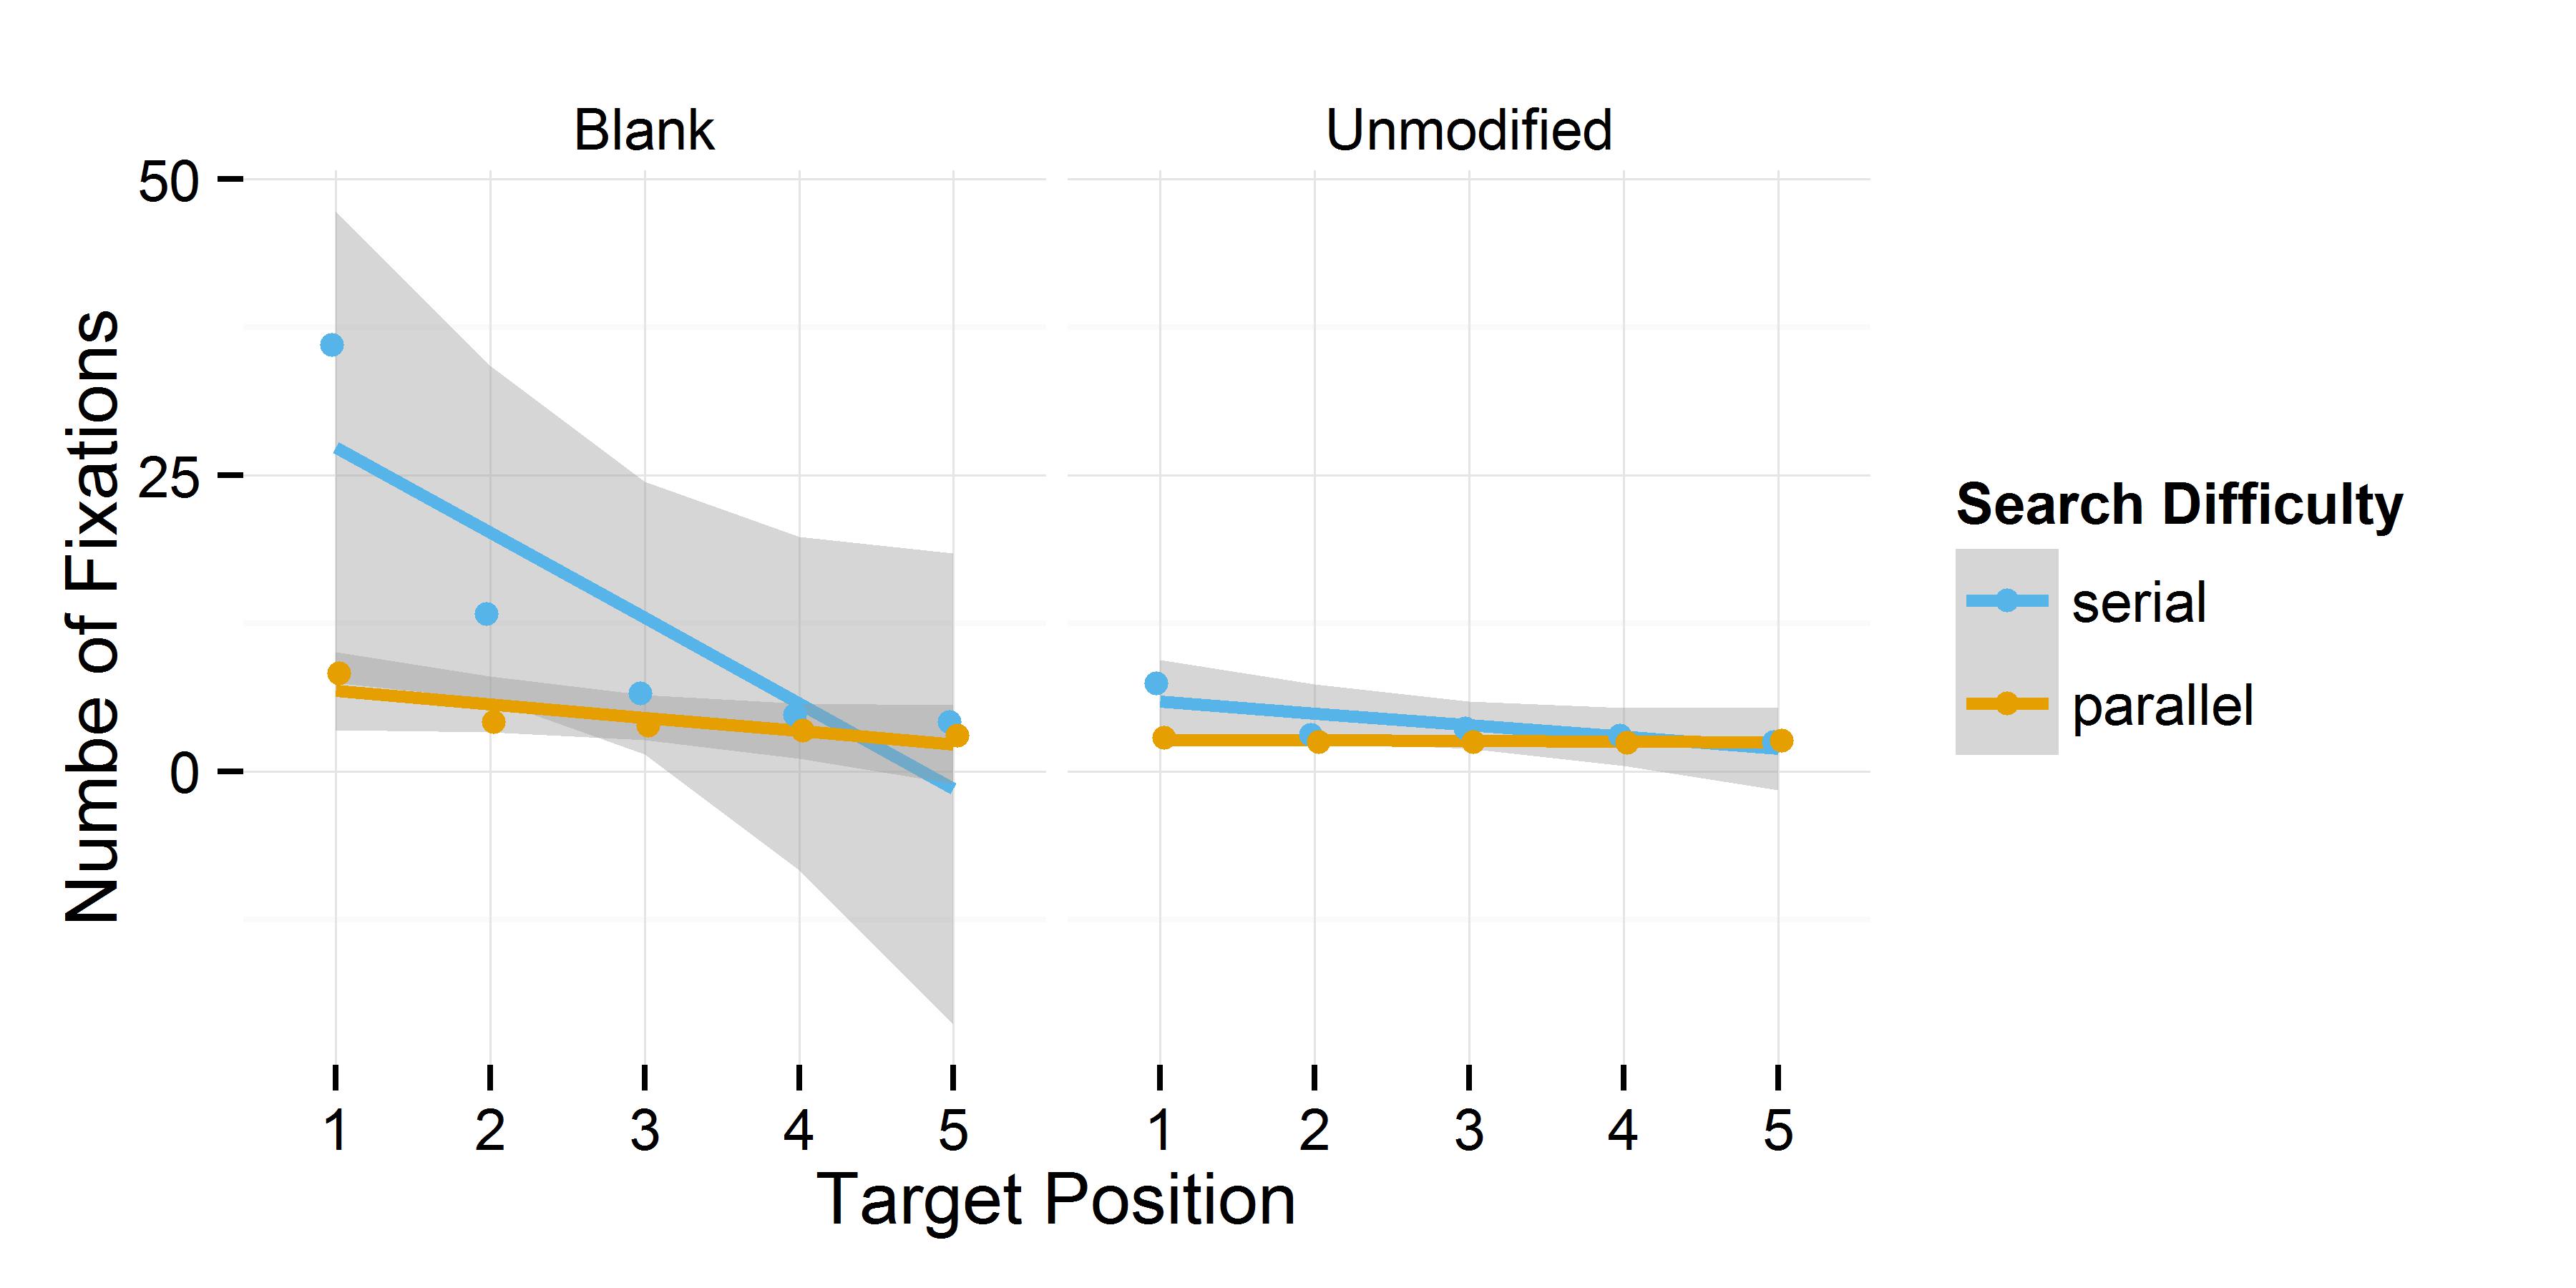 Blank Unmodified
50
25
0
Number of Fixations
1 2 3 4 5 1 2 3 4 5
Target Position
Search Difficulty
serial
parallel